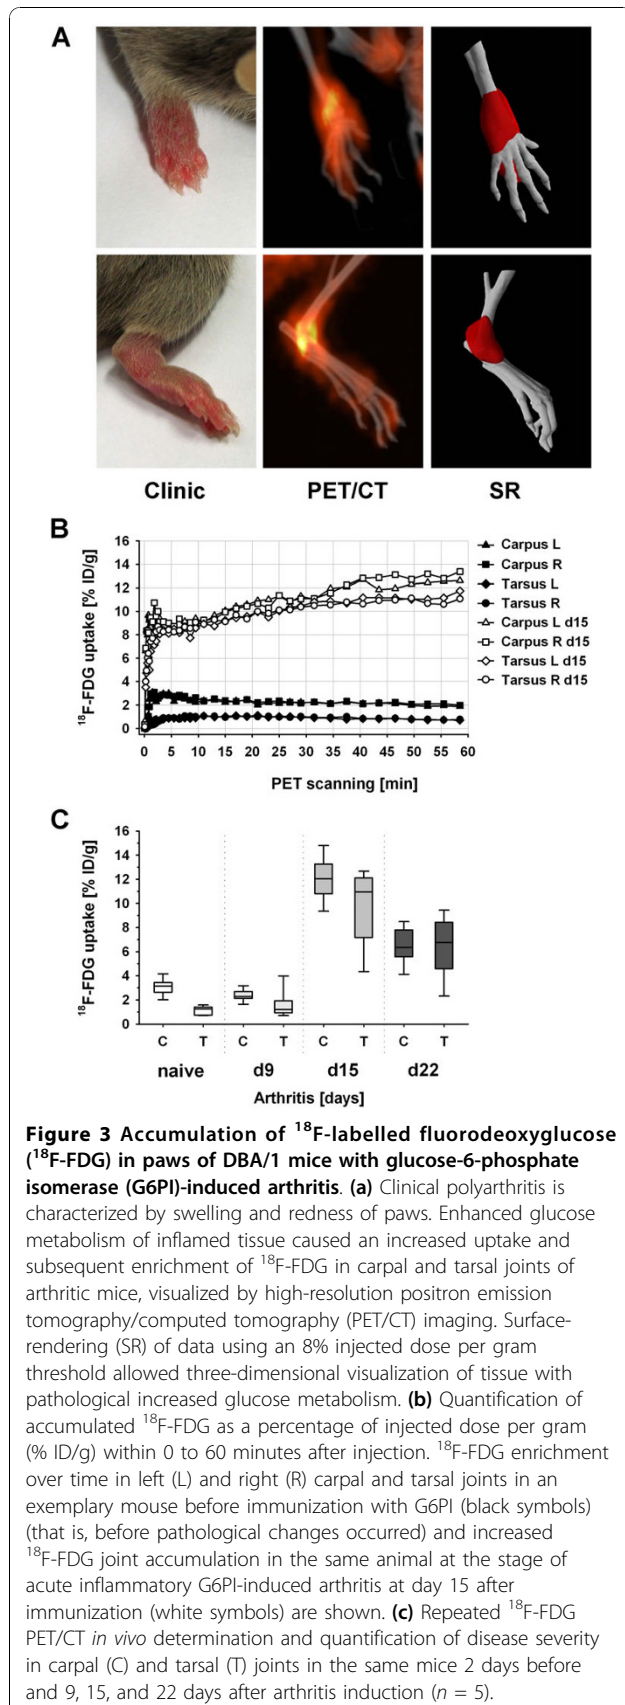 A
Clinic PET/CT SR
B
16
14
12
10
8
6
4
2
0
¹⁸F-FDG uptake [% ID/g]
0 5 10 15 20 25 30 35 40 45 50 55 60
PET scanning [min]
Carpus L
Carpus R
Tarsus L
Tarsus R
Carpus L d15
Carpus R d15
Tarsus L d15
Tarsus R d15
C
16
14
12
10
8
6
4
2
0
¹⁸F-FDG uptake [% ID/g]
C T C T C T C T
naive d9 d15 d22
Arthritis [days]
Figure 3 Accumulation of ¹⁸F-labelled fluorodeoxyglucose
(¹⁸F-FDG) in paws of DBA/1 mice with glucose-6-phosphate
isomerase (G6PI)-induced arthritis. (a) Clinical polyarthritis is
characterized by swelling and redness of paws. Enhanced glucose
metabolism of inflamed tissue caused an increased uptake and
subsequent enrichment of ¹⁸F-FDG in carpal and tarsal joints of
arthritic mice, visualized by high-resolution positron emission
tomography/computed tomography (PET/CT) imaging. Surface-
rendering (SR) of data using an 8% injected dose per gram
threshold allowed three-dimensional visualization of tissue with
pathological increased glucose metabolism. (b) Quantification of
accumulated ¹⁸F-FDG as a percentage of injected dose per gram
(% ID/g) within 0 to 60 minutes after injection. ¹⁸F-FDG enrichment
over time in left (L) and right (R) carpal and tarsal joints in an
exemplary mouse before immunization with G6PI (black symbols)
(that is, before pathological changes occurred) and increased
¹⁸F-FDG joint accumulation in the same animal at the stage of
acute inflammatory G6PI-induced arthritis at day 15 after
immunization (white symbols) are shown. (c) Repeated ¹⁸F-FDG
PET/CT in vivo determination and quantification of disease severity
in carpal (C) and tarsal (T) joints in the same mice 2 days before
and 9, 15, and 22 days after arthritis induction (n = 5).